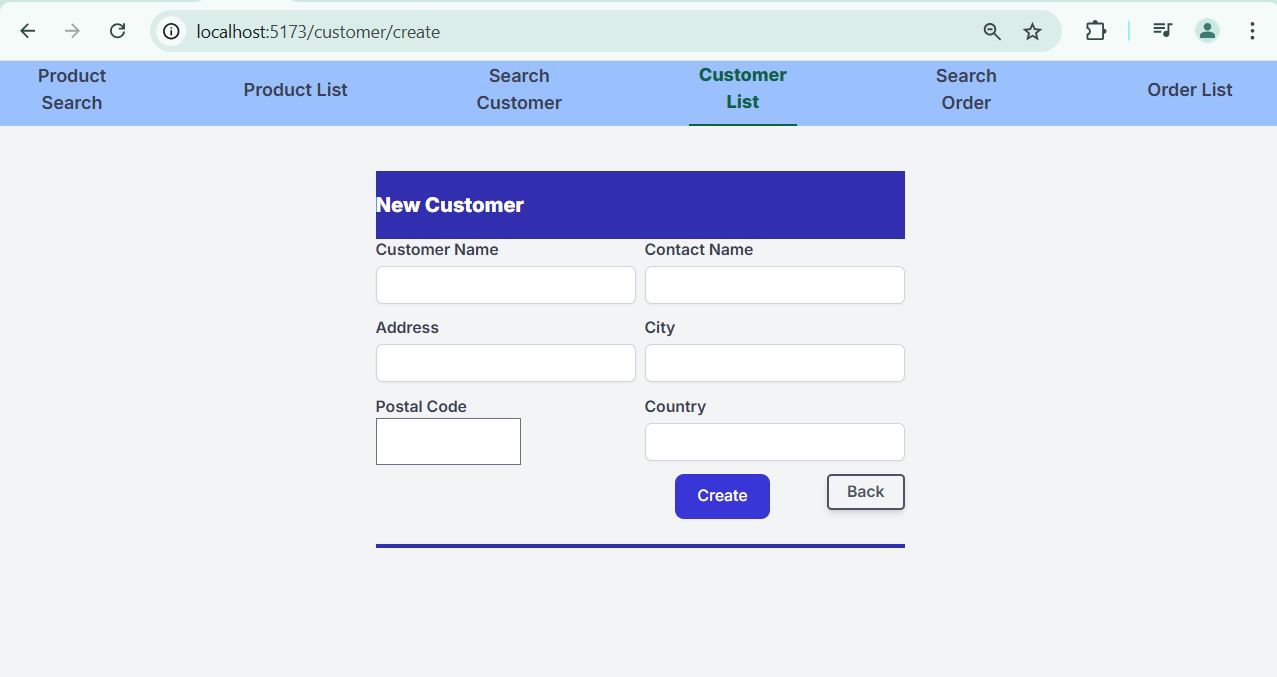 localhost:5173/customer/create
Product
Search
Product List
Search
Customer
Customer
List
Search
Order
Order List
New Customer
Customer Name
Contact Name
Address
City
Postal Code
Country
Create
Back